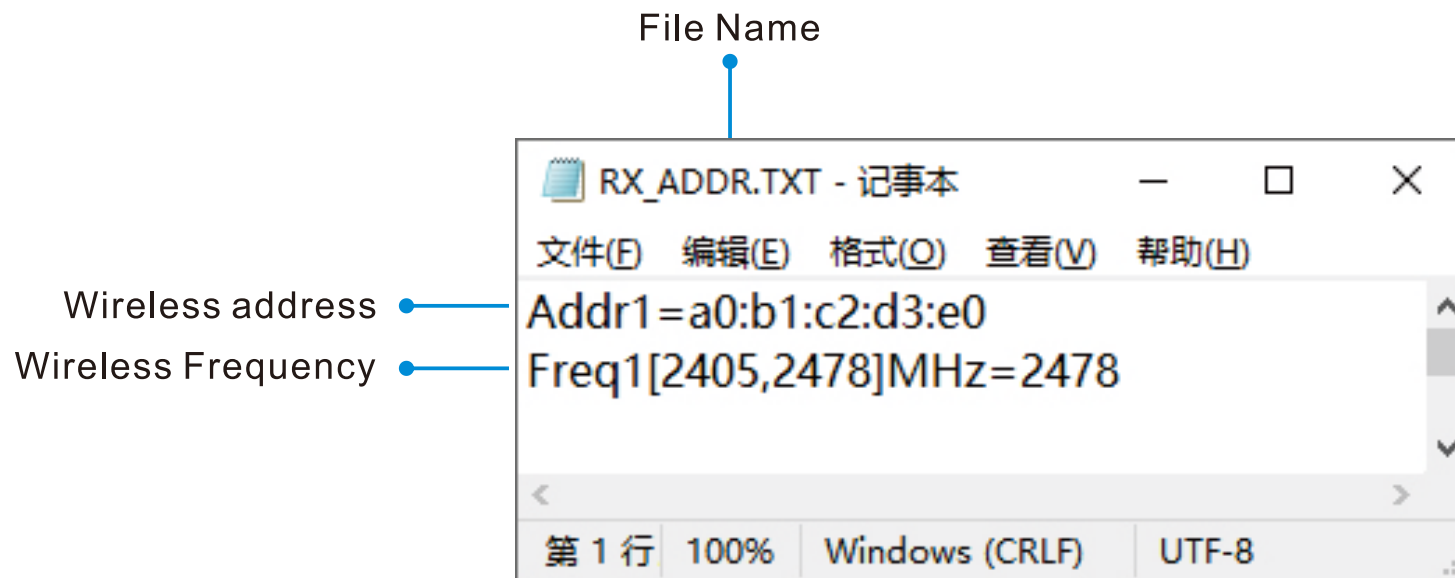 File Name
RX_ADDR.TXT - 记事本
文件(F) 编辑(E) 格式(O) 查看(V) 帮助(H)
Wireless address
Addr1=a0:b1:c2:d3:e0
Wireless Frequency
Freq1[2405,2478]MHz=2478
第 1 行 100% Windows (CRLF) UTF-8